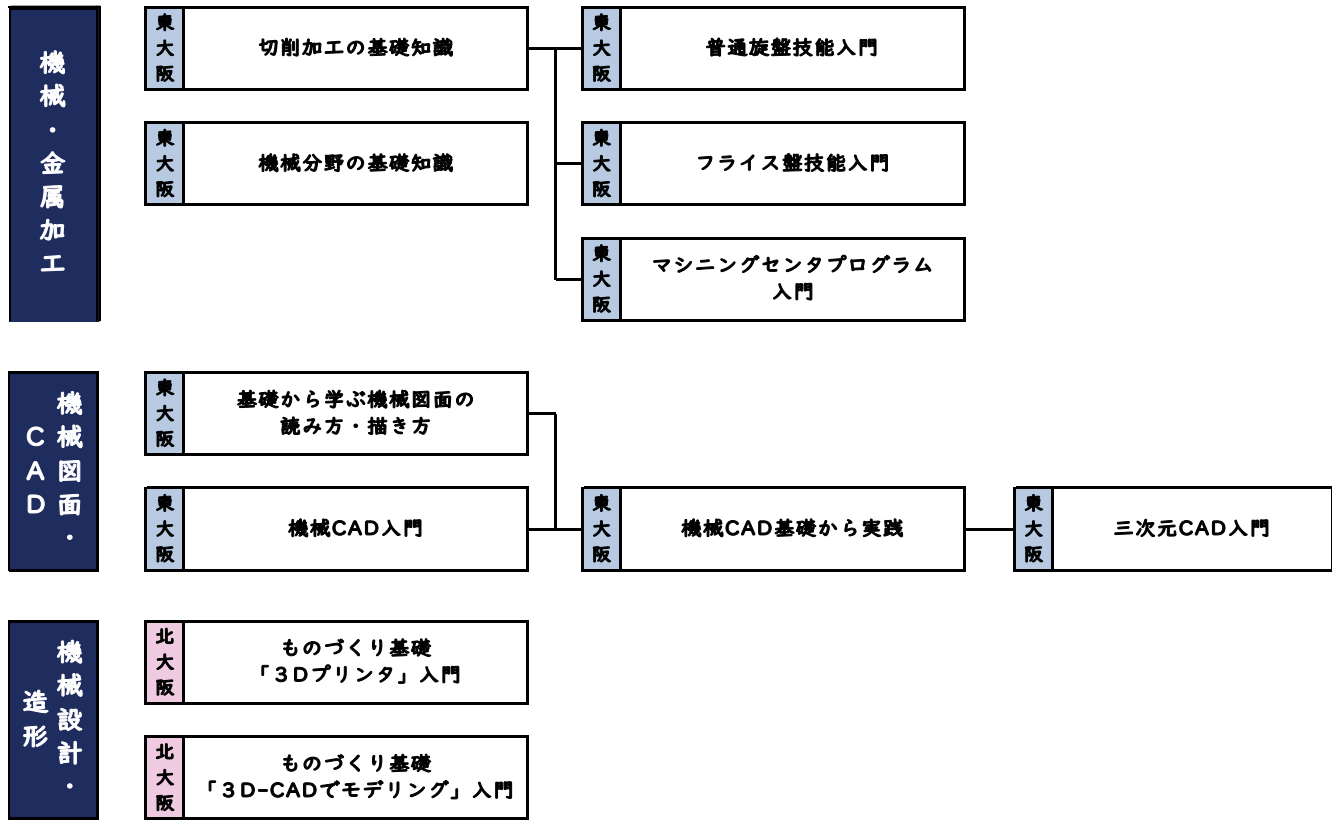 機械・金属加工
東大阪
切削加工の基礎知識
東大阪
普通旋盤技能入門
東大阪
機械分野の基礎知識
東大阪
フライス盤技能入門
東大阪
マシニングセンタプログラム
入門
機械図面・
CAD
東大阪
基礎から学ぶ機械図面の
読み方・描き方
東大阪
機械CAD入門
東大阪
機械CAD基礎から実践
東大阪
三次元CAD入門
機械設計・
造形
北大阪
ものづくり基礎
「3Dプリンタ」入門
北大阪
ものづくり基礎
「3D-CADでモデリング」入門